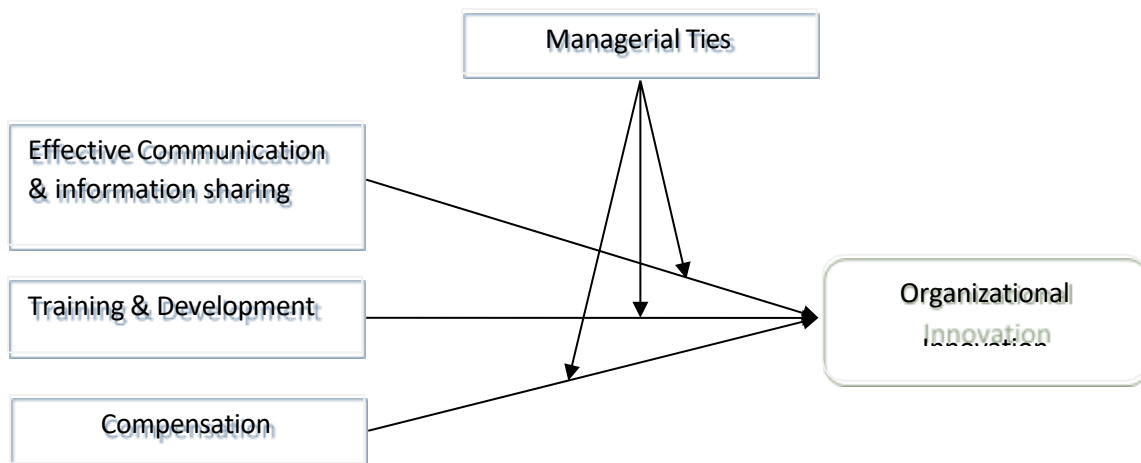 Managerial Ties
Effective Communication
& information sharing
Training & Development
Organizational
Innovation
Compensation